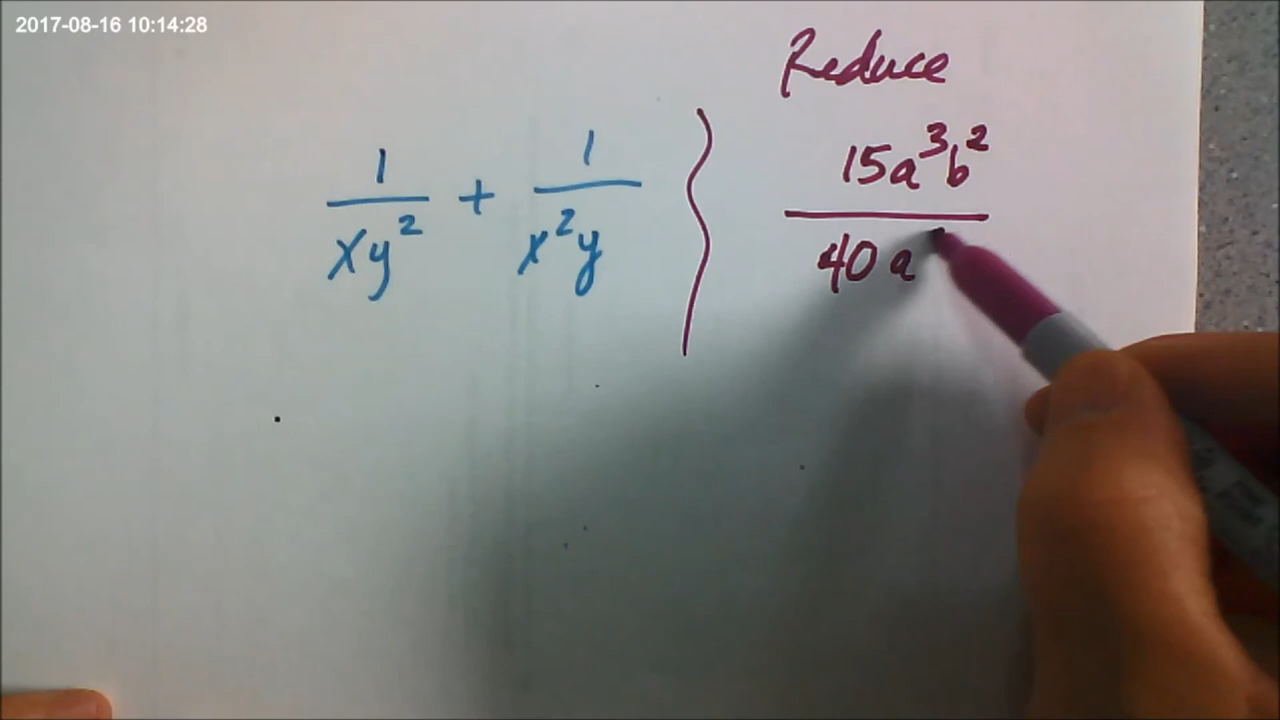 2017-08-16 10:14:28
Reduce
1/xy² + 1/x²y
15a³b²/40a